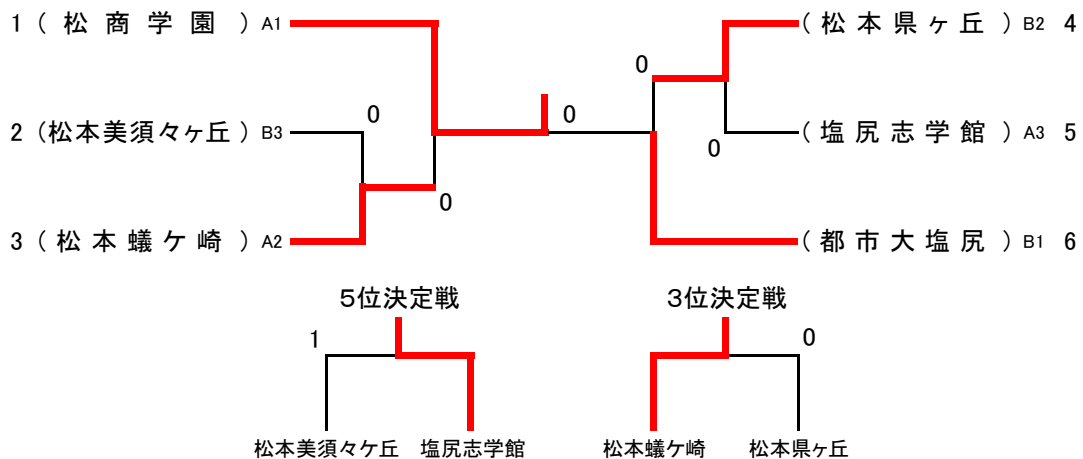 1 ( 松 商 学 園 ) A1
( 松 本 県 ヶ 丘 ) B2 4
0
0
0
2 (松本美須々ヶ丘) B3
( 塩 尻 志 学 館 ) A3 5
0
0
3 ( 松 本 蟻 ケ 崎 ) A2
( 都 市 大 塩 尻 ) B1 6
5位決定戦
3位決定戦
1
0
松本美須々ケ丘
塩尻志学館
松本蟻ケ崎
松本県ヶ丘